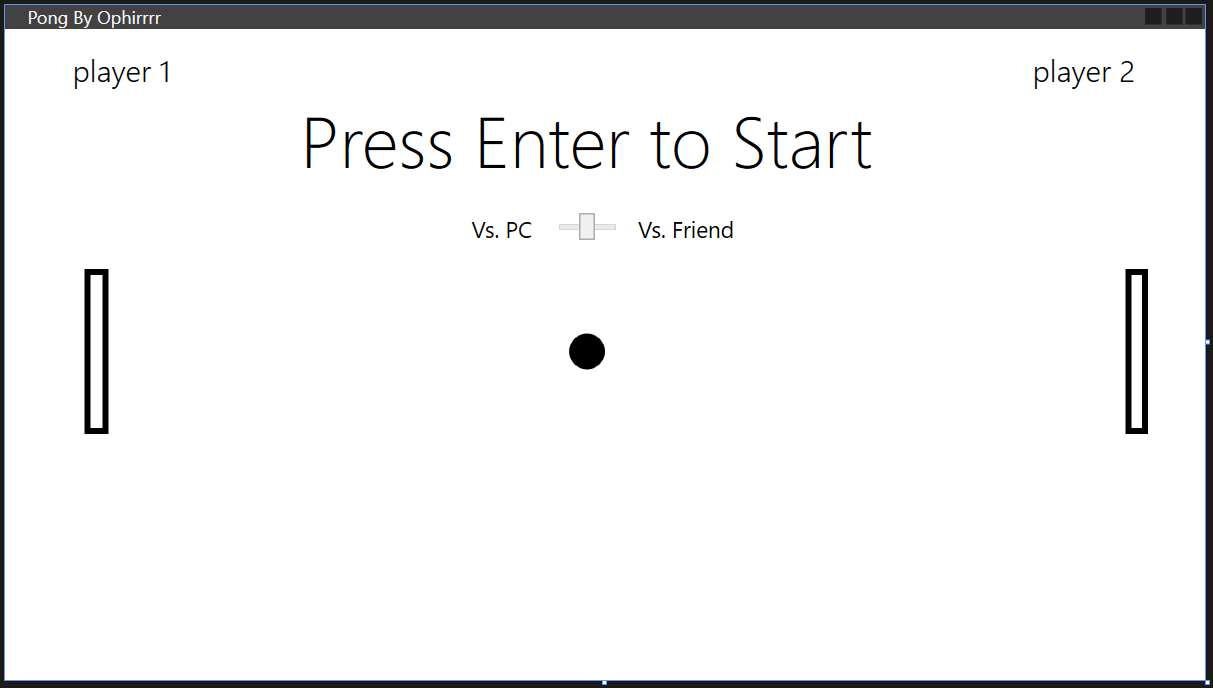 Pong By Ophirrrr
player 1
player 2
Press Enter to Start
Vs. PC
Vs. Friend